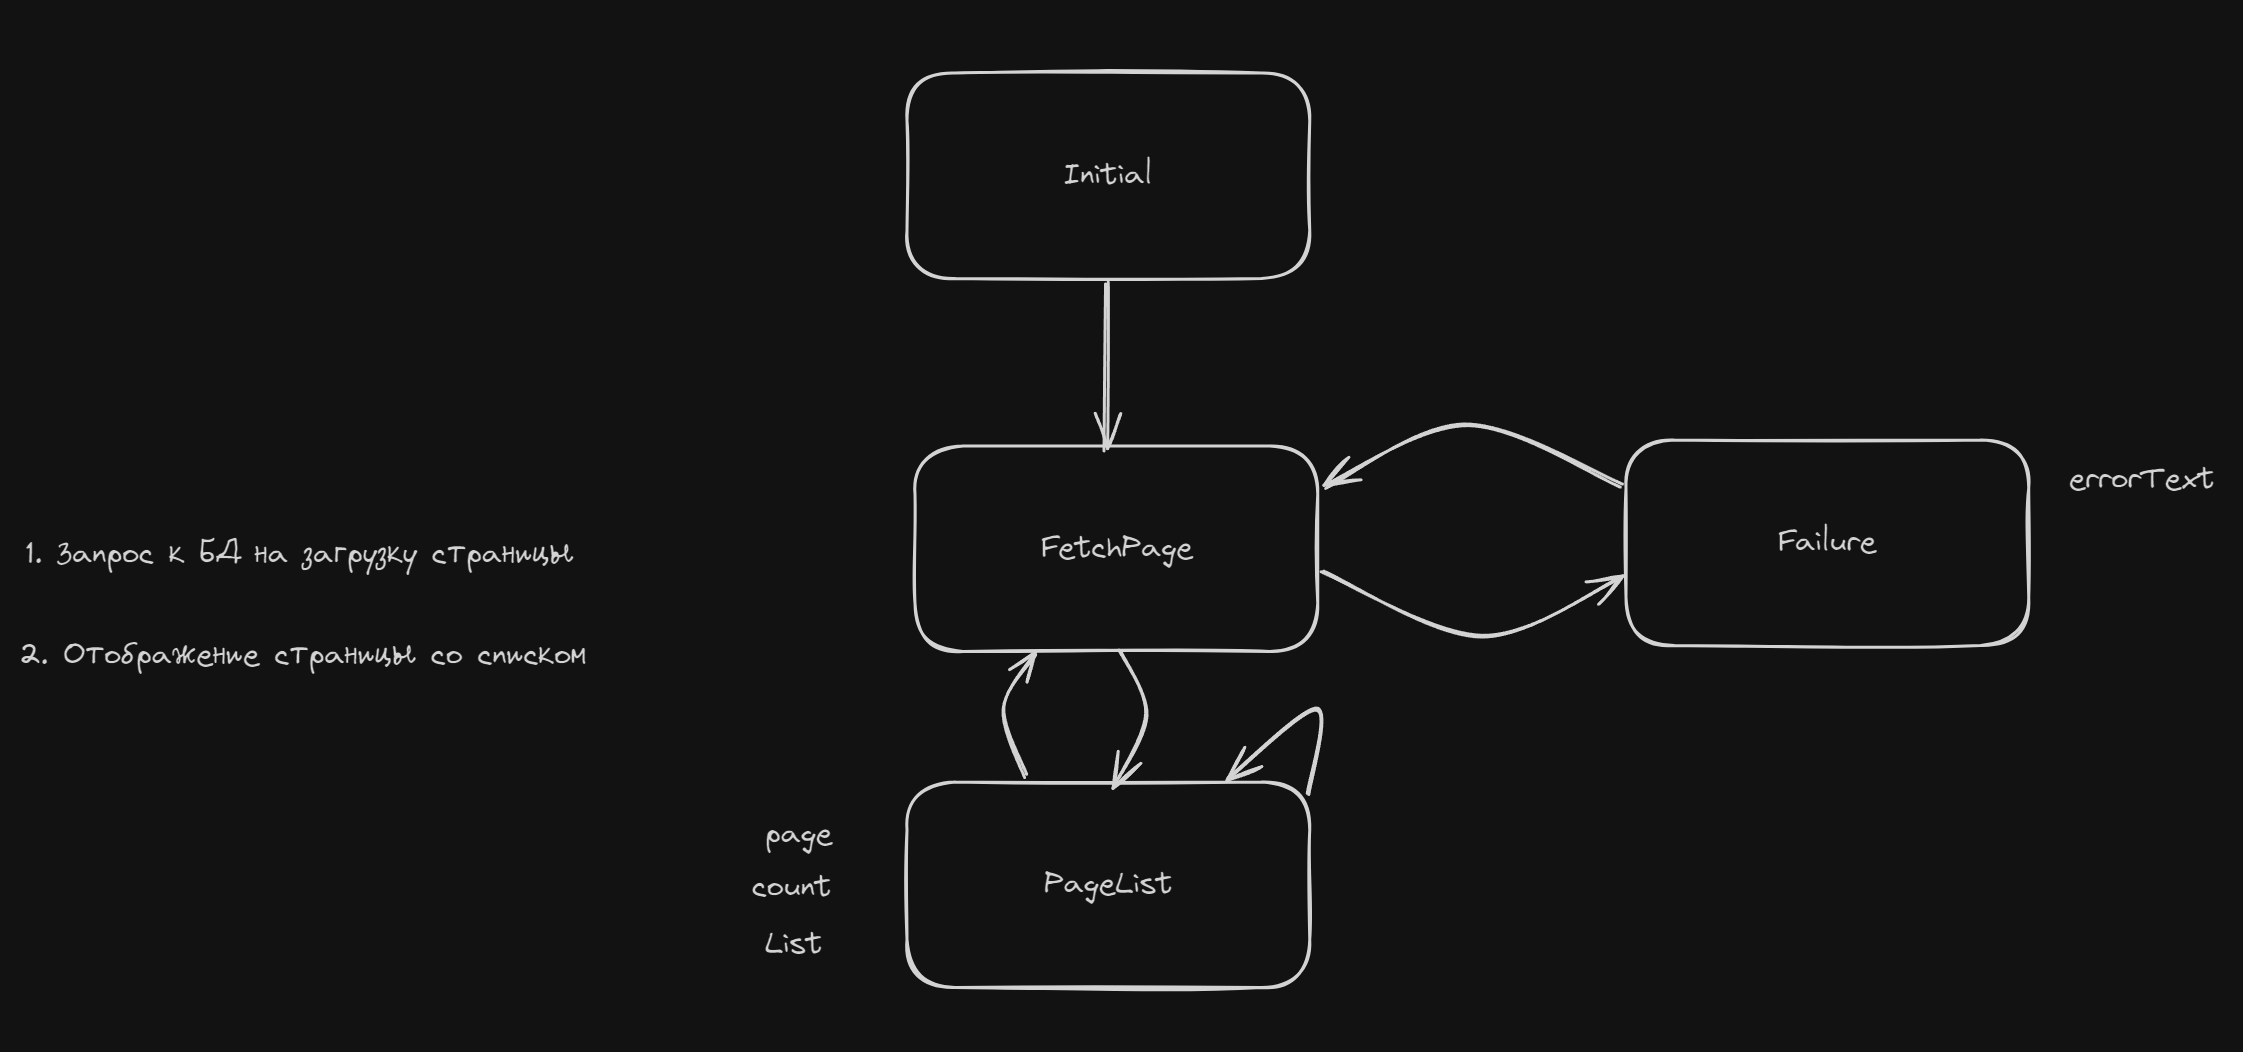 Initial
FetchPage
Failure
errorText
1. Запрос к БД на загрузку страницы
2. Отображение страницы со списком
page
count
List
PageList